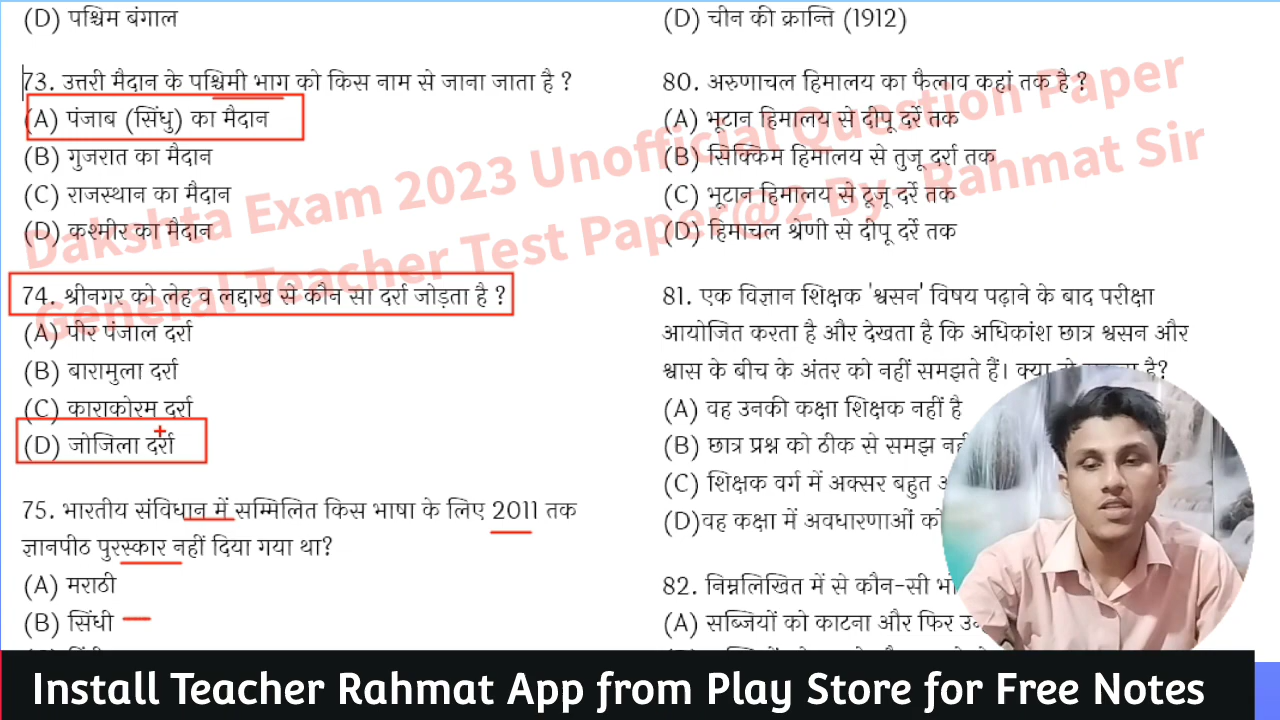 (D) पश्चिम बंगाल
73. उत्तरी मैदान के पश्चिमी भाग को किस नाम से जाना जाता है ?
(A) पंजाब (सिंधु) का मैदान
(B) गुजरात का मैदान
(C) राजस्थान का मैदान
(D) कश्मीर का मैदान
74. श्रीनगर को लेह व लद्दाख से कौन सा दर्रा जोड़ता है ?
(A) पीर पंजाल दर्रा
(B) बारामुला दर्रा
(C) काराकोरम दर्रा
(D) जोजिला दर्रा
75. भारतीय संविधान में सम्मिलित किस भाषा के लिए 2011 तक
ज्ञानपीठ पुरस्कार नहीं दिया गया था?
(A) मराठी
(B) सिंधी
(D) चीन की क्रान्ति (1912)
80. अरुणाचल हिमालय का फैलाव कहां तक है ?
(A) भूटान हिमालय से दीपू दर्रे तक
(B) सिक्किम हिमालय से तुजू दर्रा तक
(C) भूटान हिमालय से टूजू दर्रे तक
(D) हिमाचल श्रेणी से दीपू दर्रे तक
81. एक विज्ञान शिक्षक 'श्वसन' विषय पढ़ाने के बाद परीक्षा
आयोजित करता है और देखता है कि अधिकांश छात्र श्वसन और
श्वास के बीच के अंतर को नहीं समझते हैं। क्या है?
(A) वह उनकी कक्षा शिक्षक नहीं है
(B) छात्र प्रश्न को ठीक से समझ
(C) शिक्षक वर्ग में अक्सर बहुत
(D)वह कक्षा में अवधारणाओं को
82. निम्नलिखित में से कौन-सी
(A) सब्जियों को काटना और फिर
Dakshta Exam 2023 Unofficial Question Paper
General Teacher Test Paper@2 By. Rahmat Sir
Install Teacher Rahmat App from Play Store for Free Notes